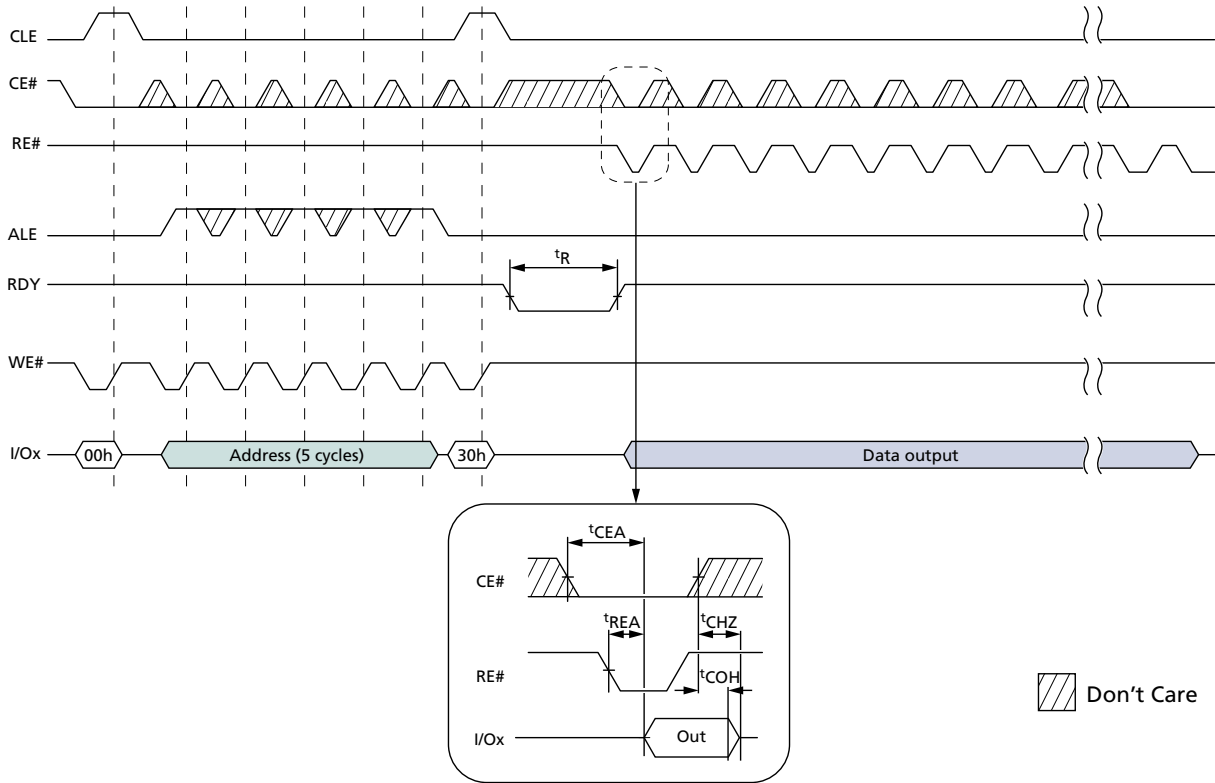 CLE
CE#
RE#
ALE
tR
RDY
WE#
I/Ox
00h
Address (5 cycles)
30h
Data output
tCEA
CE#
tREA
tCHZ
RE#
tCOH
I/Ox
Out
Don't Care